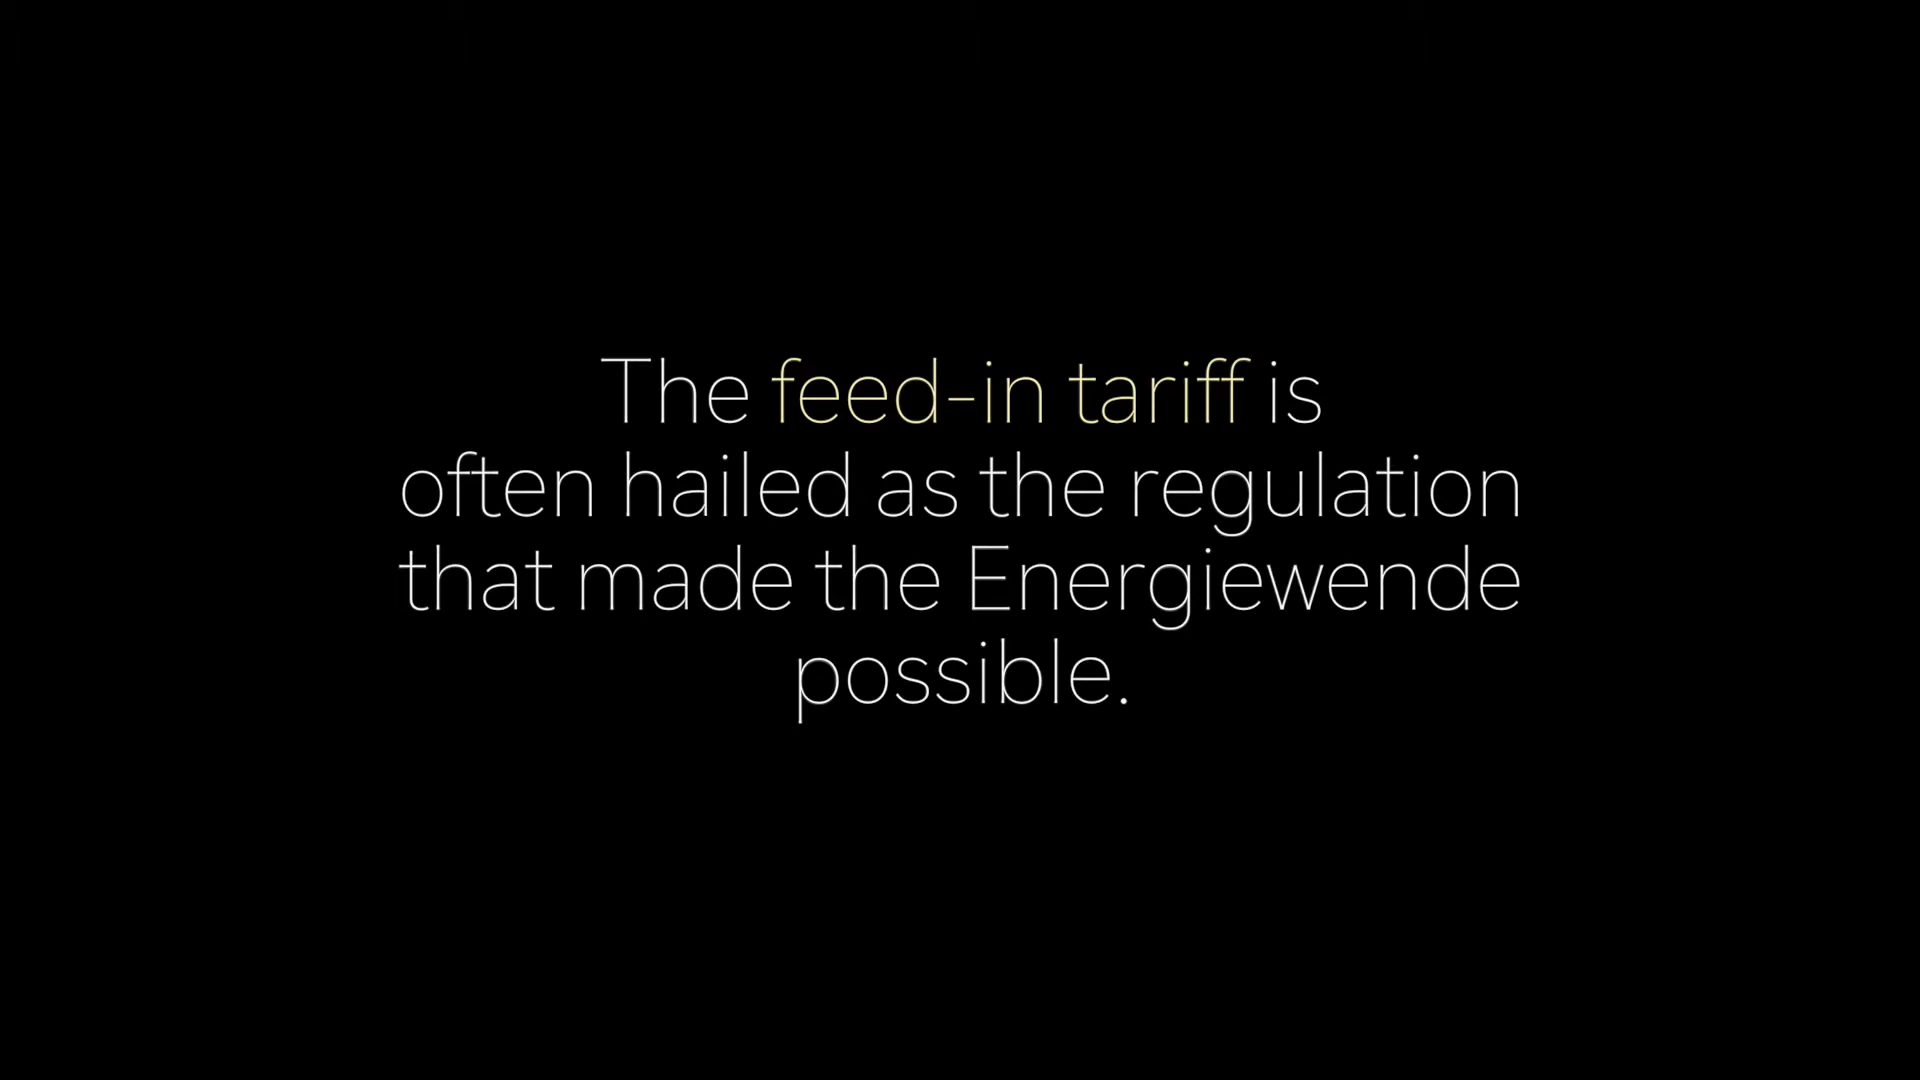 The feed-in tariff is
often hailed as the regulation
that made the Energiewende
possible.